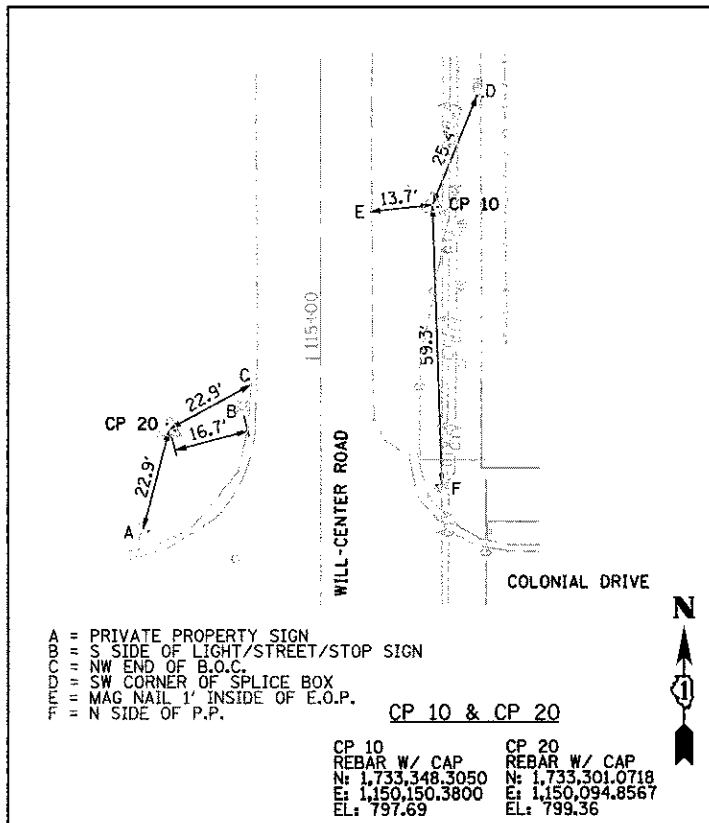 D
25.4'
13.7'
E
CP 10
59.3'
115+00
C
22.9'
B
CP 20
16.7'
22.9'
A
F
WILL-CENTER ROAD
COLONIAL DRIVE
N
1
A = PRIVATE PROPERTY SIGN
B = S SIDE OF LIGHT/STREET/STOP SIGN
C = NW END OF B.O.C.
D = SW CORNER OF SPLICE BOX
E = MAG NAIL 1' INSIDE OF E.O.P.
F = N SIDE OF P.P.
CP 10 & CP 20
CP 10
REBAR W/ CAP
N: 1,733,348.3050
E: 1,150,150.3800
EL: 797.69
CP 20
REBAR W/ CAP
N: 1,733,301.0718
E: 1,150,094.8567
EL: 799.36